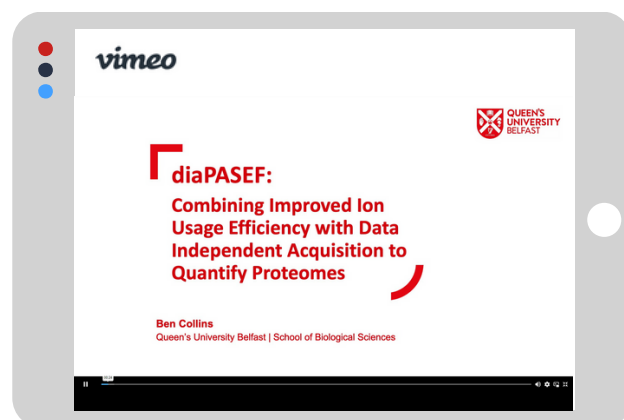 vimeo
QUEEN'S
UNIVERSITY
BELFAST
diaPASEF:
Combining Improved Ion
Usage Efficiency with Data
Independent Acquisition to
Quantify Proteomes
Ben Collins
Queen's University Belfast | School of Biological Sciences